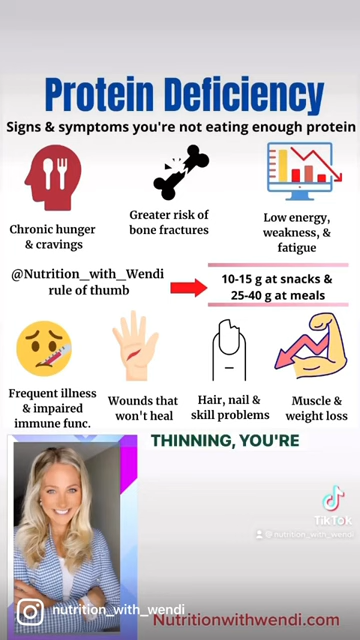 Protein Deficiency
Signs & symptoms you're not eating enough protein
Chronic hunger
& cravings
Greater risk of
bone fractures
Low energy,
weakness, &
fatigue
@Nutrition_with_Wendi
rule of thumb
10-15 g at snacks &
25-40 g at meals
Frequent illness
& impaired
immune func.
Wounds that
won't heal
Hair, nail &
skill problems
Muscle &
weight loss
THINNING, YOU'RE
TikTok
@ nutrition_with_wendi
nutrition_with_wendi
Nutritionwithwendi.com